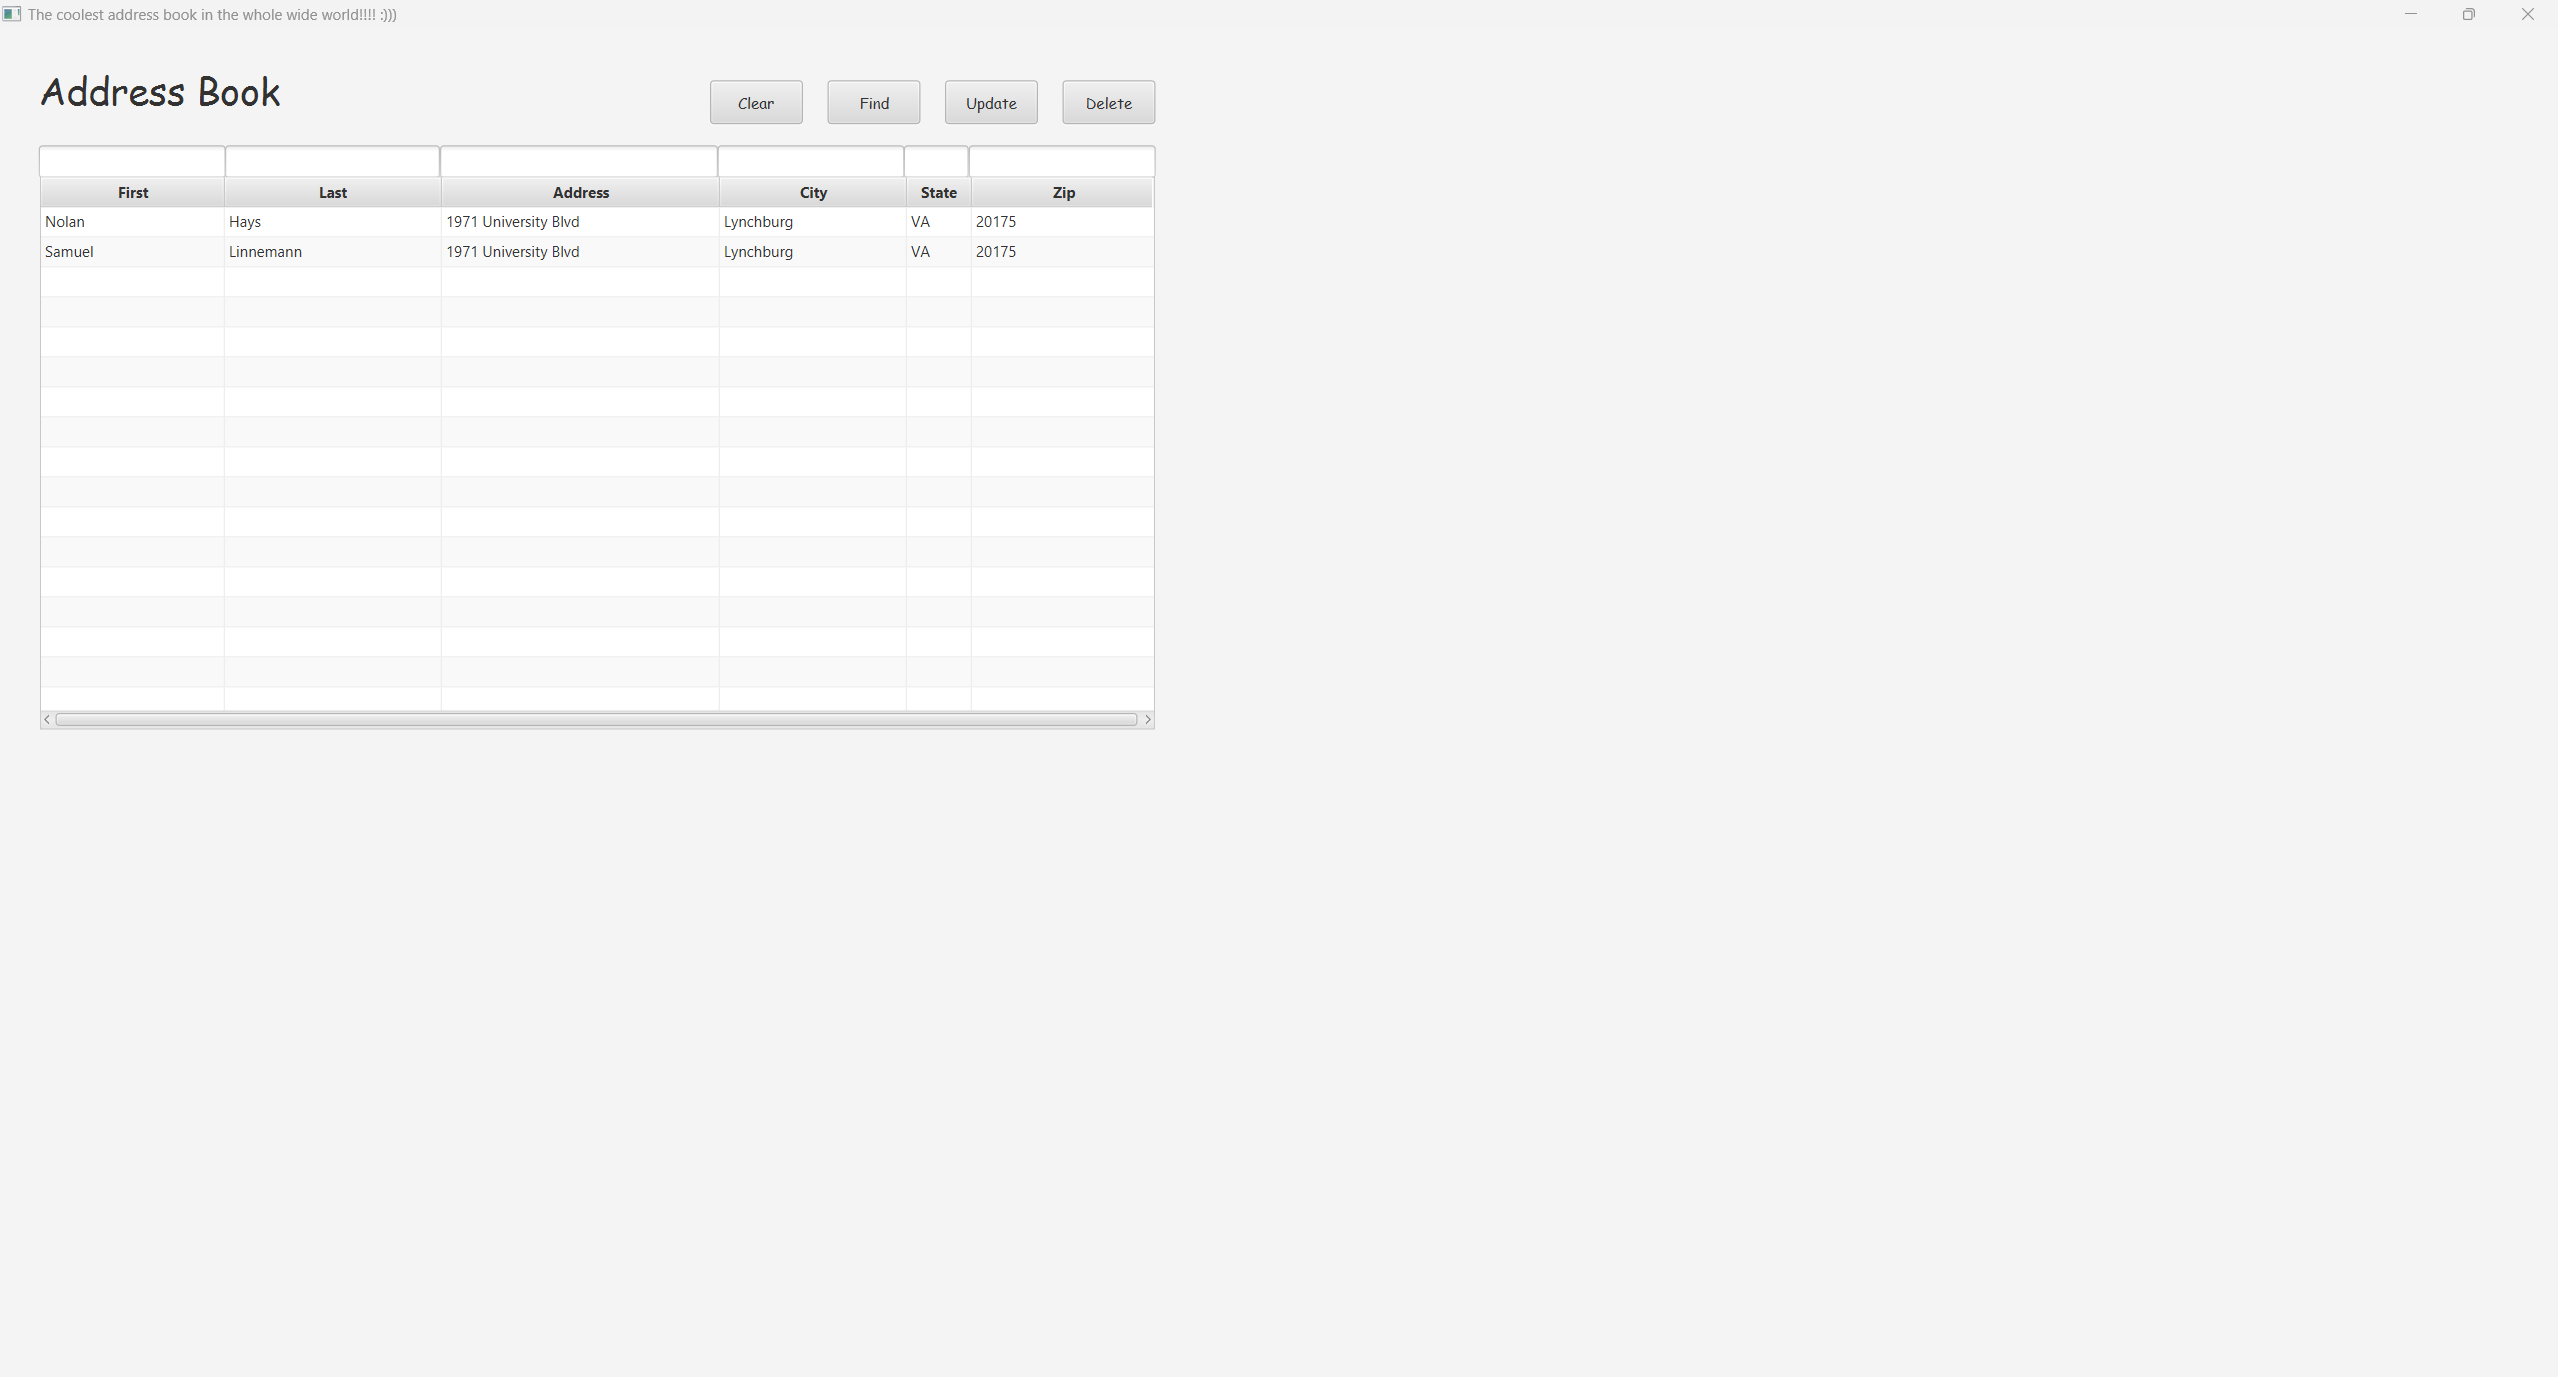 The coolest address book in the whole wide world!!!! :)))
Address Book
Clear Find Update Delete
First Last Address City State Zip
Nolan Hays 1971 University Blvd Lynchburg VA 20175
Samuel Linnemann 1971 University Blvd Lynchburg VA 20175